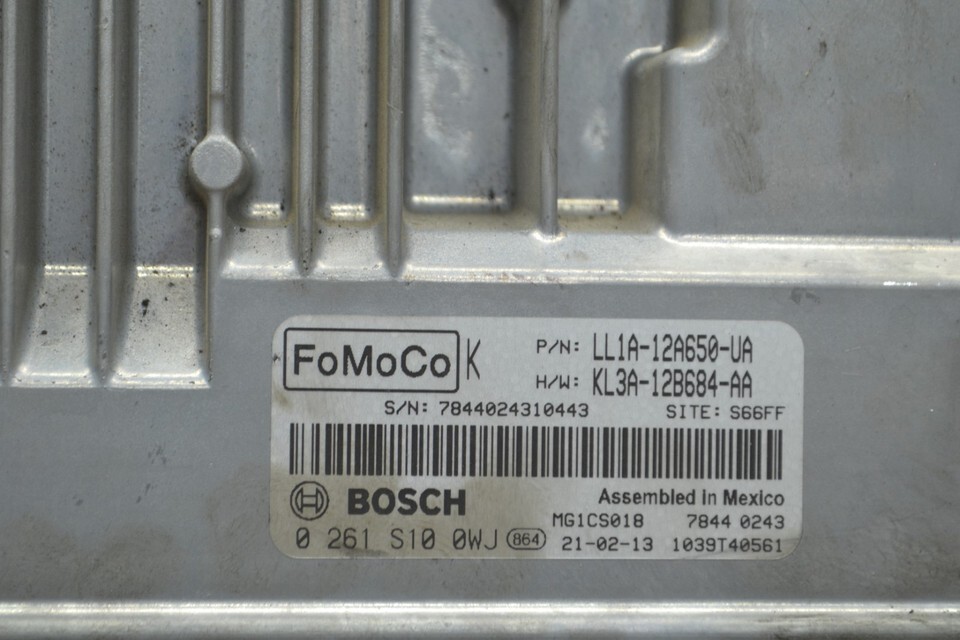 FoMoCo K P/N: LL1A-12A650-UA
H/W: KL3A-12B684-AA
S/N: 7844024310443 SITE: S66FF
BOSCH Assembled in Mexico
MG1CS018 7844 0243
0 261 S10 0WJ 864 21-02-13 1039T40561